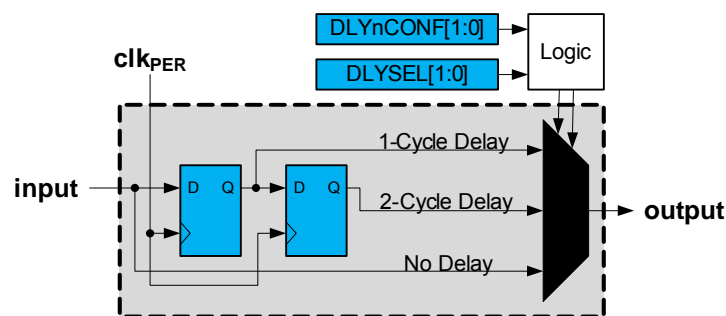 DLYnCONF[1:0]
Logic
DLYSEL[1:0]
clkPER
1-Cycle Delay
D Q
D Q
input
2-Cycle Delay
output
No Delay